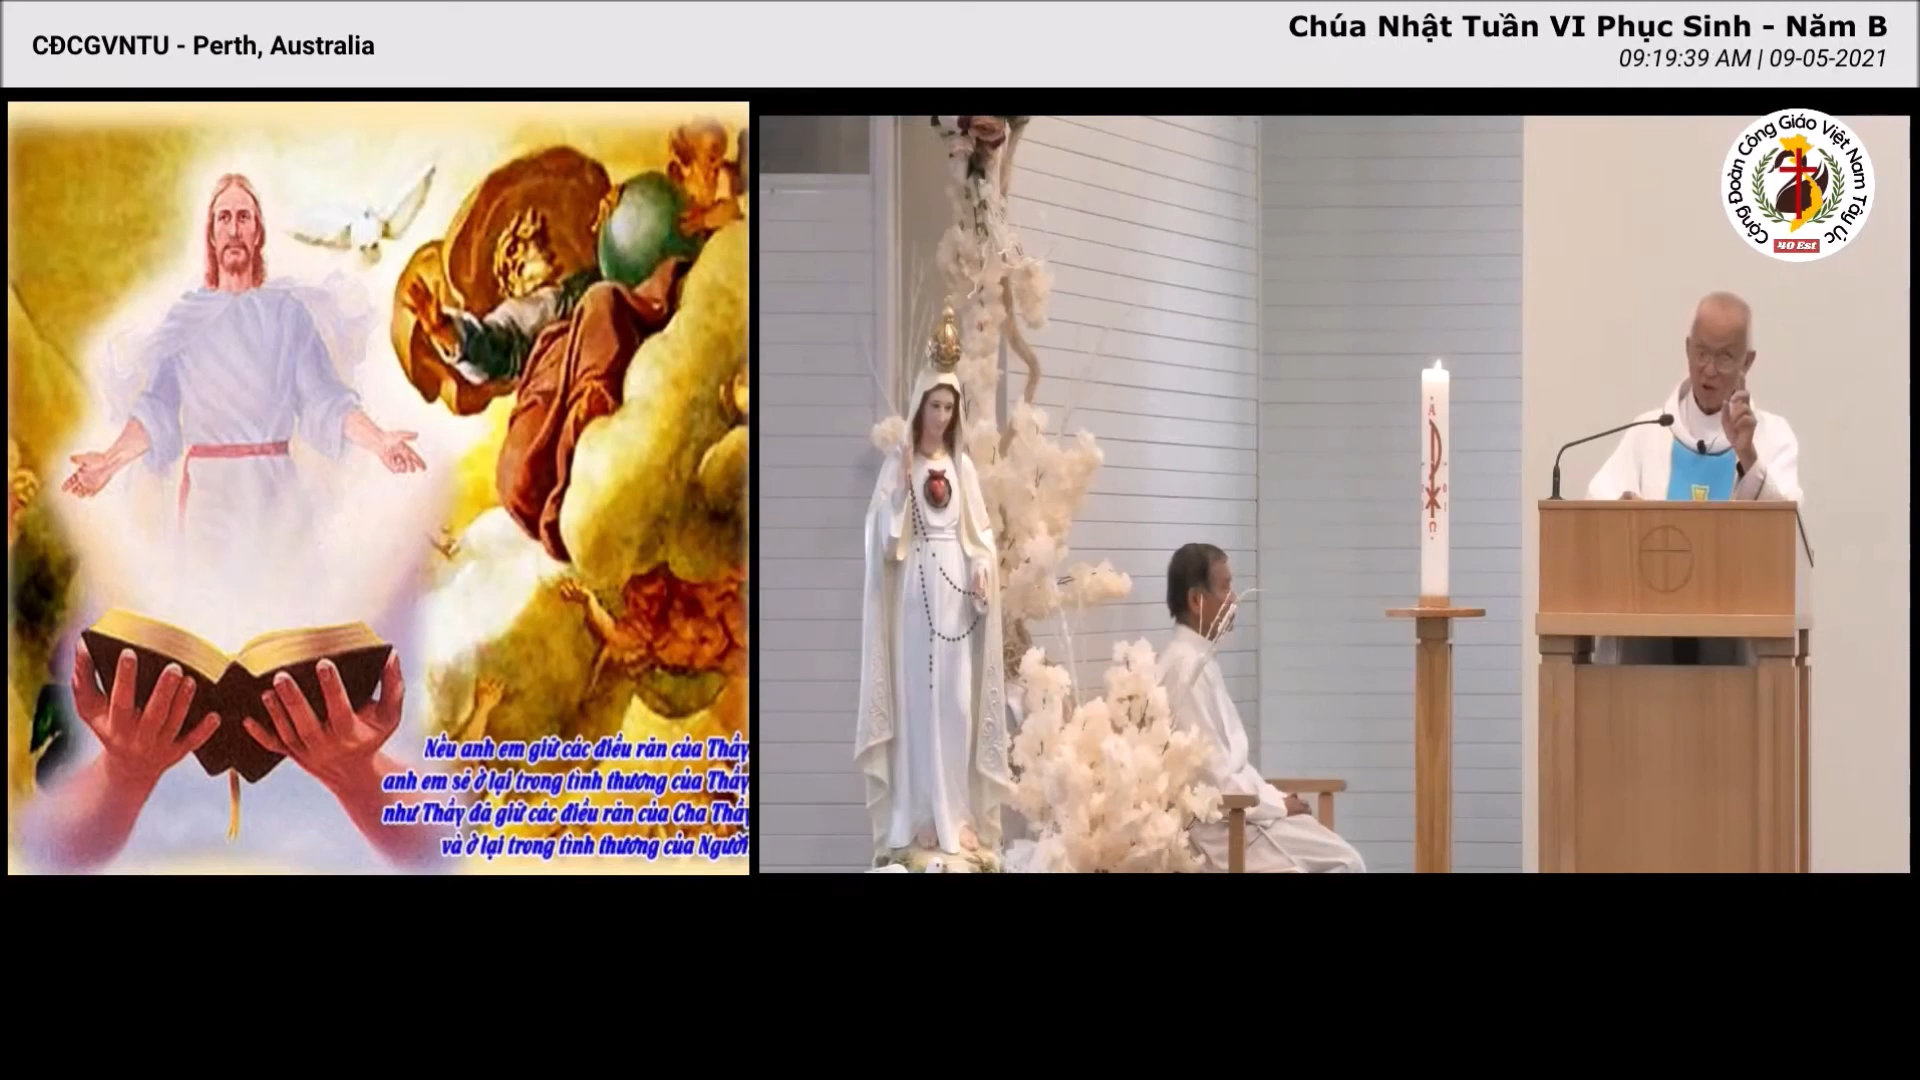 CĐCGVNTU - Perth, Australia
Chúa Nhật Tuần VI Phục Sinh - Năm B
09:19:39 AM | 09-05-2021
Cộng Đoàn Công Giáo Việt Nam Tây Úc
40 Est
Nếu anh em giữ các điều răn của Thầy
anh em sẽ ở lại trong tình thương của Thầy
như Thầy đã giữ các điều răn của Cha Thầy
và ở lại trong tình thương của Người
A
Ω